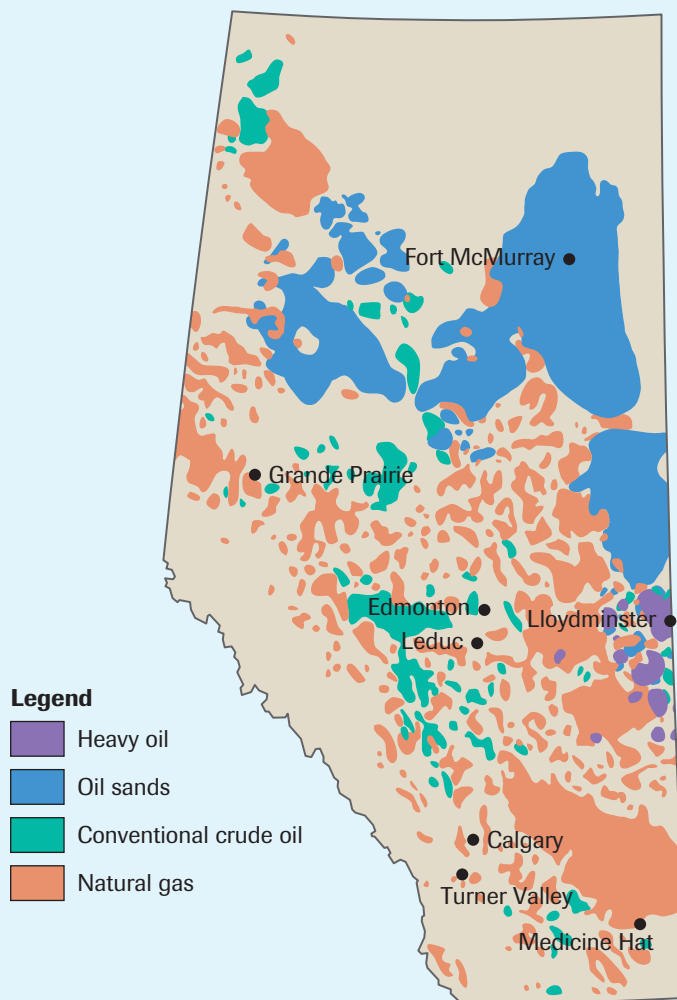 Fort McMurray
Grande Prairie
Edmonton
Lloydminster
Leduc
Legend
Heavy oil
Oil sands
Conventional crude oil
Natural gas
Calgary
Turner Valley
Medicine Hat